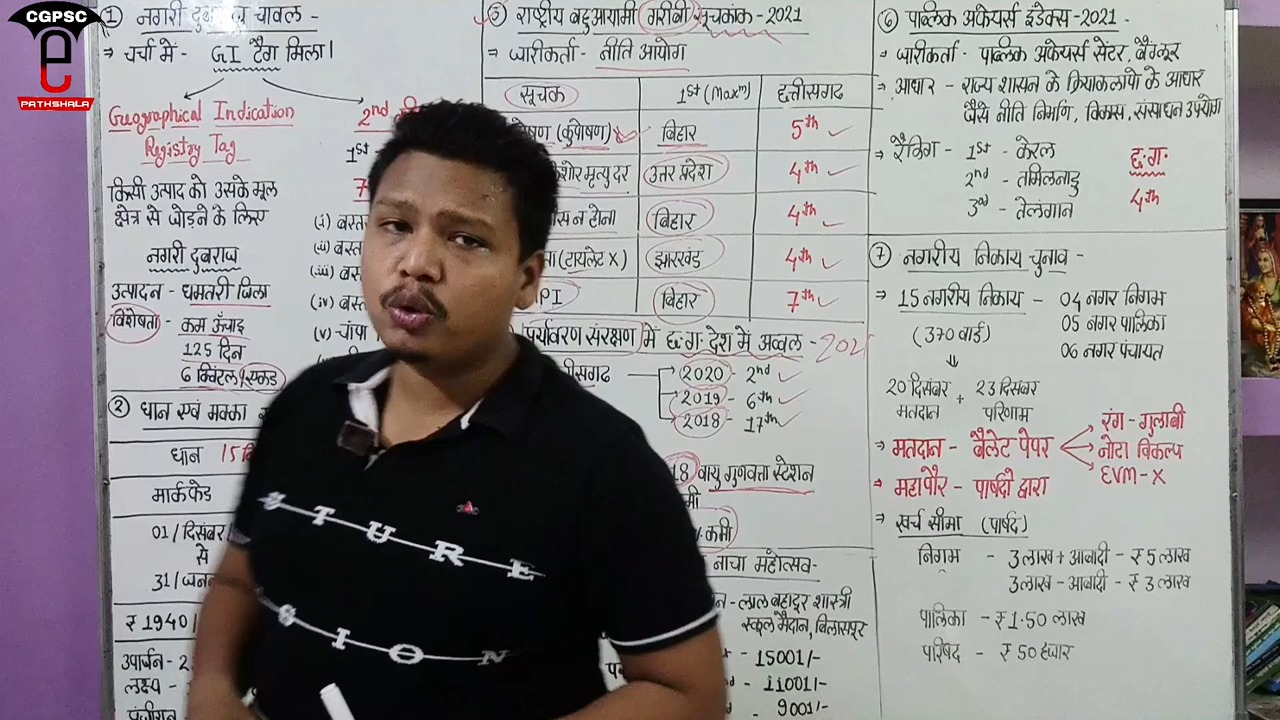 CGPSC
PATHSHALA
① नगरी दुबराज चावल -
→ चर्चा में - GI टैग मिला।
Geographical Indication
Registry Tag
2nd
1st
7
किसी उत्पाद को उसके मूल
क्षेत्र से जोड़ने के लिए
नगरी दुबराज
उत्पादन - धमतरी जिला
विशेषता - कम ऊँचाई
125 दिन
6 क्विंटल/एकड
(i) बस्त
(ii) बस्त
(iii) बस्
(iv) बस्त
(v) चांपा
② धान एवं मक्का
धान 15
मार्कफेड
01/दिसंबर
से
31/जन
₹1940/
उपार्जन - 2
लक्ष्य -
पंजीयन
⑤ राष्ट्रीय बहुआयामी गरीबी सूचकांक - 2021
→ जारीकर्ता - नीति आयोग
सूचक 1st (Maxm) छत्तीसगढ
पोषण (कुपोषण) बिहार 5th
किशोर मृत्युदर उत्तर प्रदेश 4th
स न होना बिहार 4th
(टायलेट X) झारखंड 4th
PI बिहार 7th
पर्यावरण संरक्षण में छ.ग. देश में अव्वल - 2021
त्तीसगढ 2020 - 2nd
2019 - 6th
2018 - 17th
18 वायु गुणवत्ता स्टेशन
कमी
नाचा महोत्सव -
न - लाल बहादुर शास्त्री
स्कूल मैदान, बिलासपुर
- 15001/-
- 11001/-
- 9001/-
⑥ पाब्लिक अफेयर्स इंडेक्स - 2021 -
→ जारीकर्ता - पाब्लिक अफेयर्स सेंटर, बैंगलूर
→ आधार - राज्य शासन के क्रियाकलापों के आधार
जैसे नीति निर्माण, विकास, संसाधन उपयोग
→ रैंकिंग - 1st - केरल
2nd - तमिलनाडु
3rd - तेलंगान
छ.ग.
4th
⑦ नगरीय निकाय चुनाव -
→ 15 नगरीय निकाय - 04 नगर निगम
(370 वार्ड) 05 नगर पालिका
06 नगर पंचायत
20 दिसंबर + 23 दिसंबर
मतदान परिणाम
→ मतदान - बैलेट पेपर
रंग - गुलाबी
नोटा विकल्प
EVM - X
→ महापौर - पार्षदों द्वारा
→ खर्च सीमा (पार्षद)
निगम - 3 लाख + आबादी - ₹ 5 लाख
3 लाख - आबादी - ₹ 3 लाख
पालिका - ₹1.50 लाख
परिषद - ₹ 50 हजार
UTURE
CION